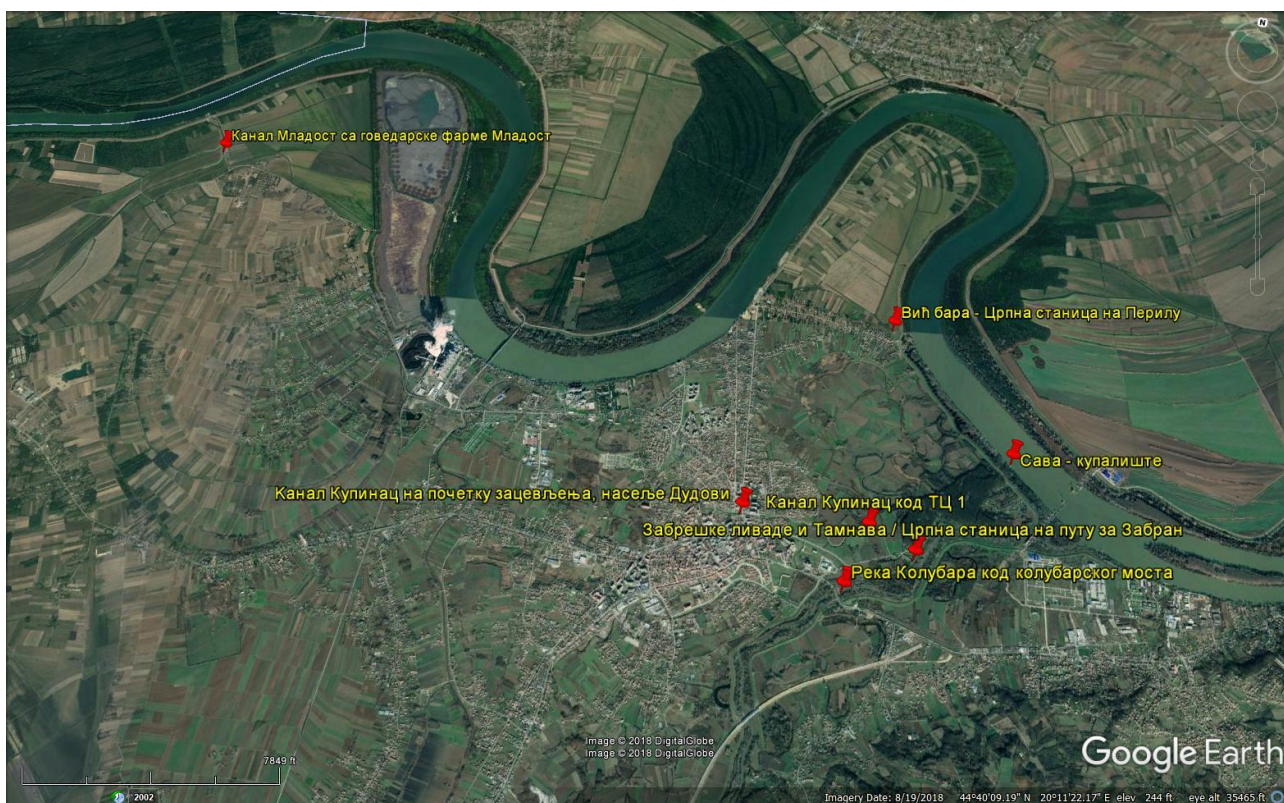 N
Канал Младост са говедарске фарме Младост
Вић бара - Црпна станица на Перилу
Сава - купалиште
Канал Купинац на почетку зацевљења, насеље Дудови
Канал Купинац код ТЦ 1
Забрешке ливаде и Тамнава / Црпна станица на путу за Забран
Река Колубара код колубарског моста
Image © 2018 DigitalGlobe
Image © 2018 DigitalGlobe
Google Earth
7849 ft
2002
Imagery Date: 8/19/2018 44°40'09.19" N 20°11'22.17" E elev 244 ft eye alt 35465 ft